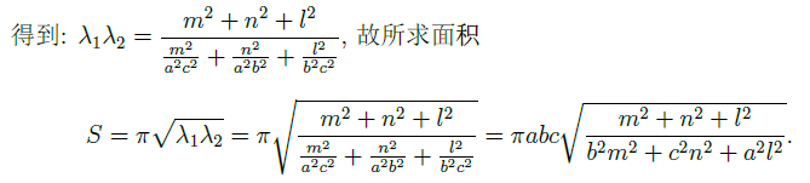 得到: $\lambda_1\lambda_2 = \dfrac{m^2+n^2+l^2}{\frac{m^2}{a^2c^2}+\frac{n^2}{a^2b^2}+\frac{l^2}{b^2c^2}}$, 故所求面积
$S = \pi\sqrt{\lambda_1\lambda_2} = \pi\sqrt{\dfrac{m^2+n^2+l^2}{\frac{m^2}{a^2c^2}+\frac{n^2}{a^2b^2}+\frac{l^2}{b^2c^2}}} = \pi abc\sqrt{\dfrac{m^2+n^2+l^2}{b^2m^2+c^2n^2+a^2l^2}}.$